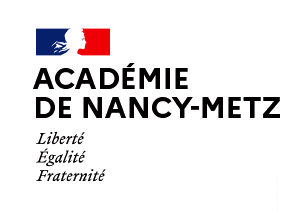 ACADÉMIE
DE NANCY-METZ
Liberté
Égalité
Fraternité